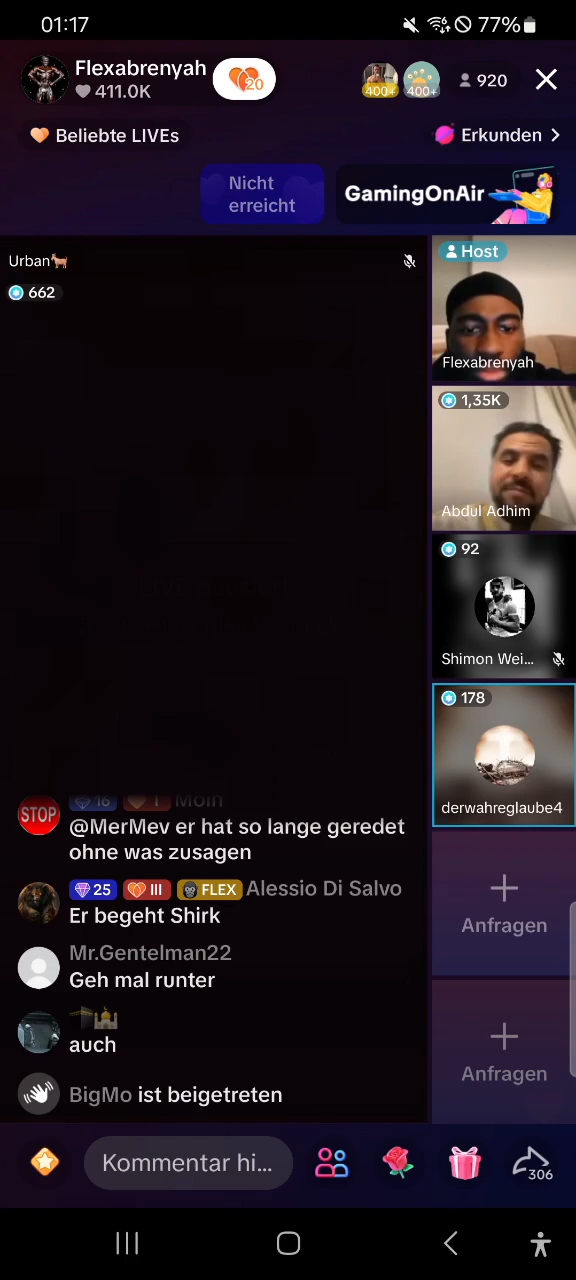 01:17
77%
Flexabrenyah
411.0K
20
400+
400+
920
Beliebte LIVEs
Erkunden
Nicht
erreicht
GamingOnAir
Urban
662
Host
Flexabrenyah
1,35K
Abdul Adhim
92
Shimon Wei...
178
derwahreglaube4
Anfragen
Anfragen
STOP
16 I Moin
@MerMev er hat so lange geredet
ohne was zusagen
25 III FLEX Alessio Di Salvo
Er begeht Shirk
Mr.Gentelman22
Geh mal runter
auch
BigMo ist beigetreten
Kommentar hi...
306